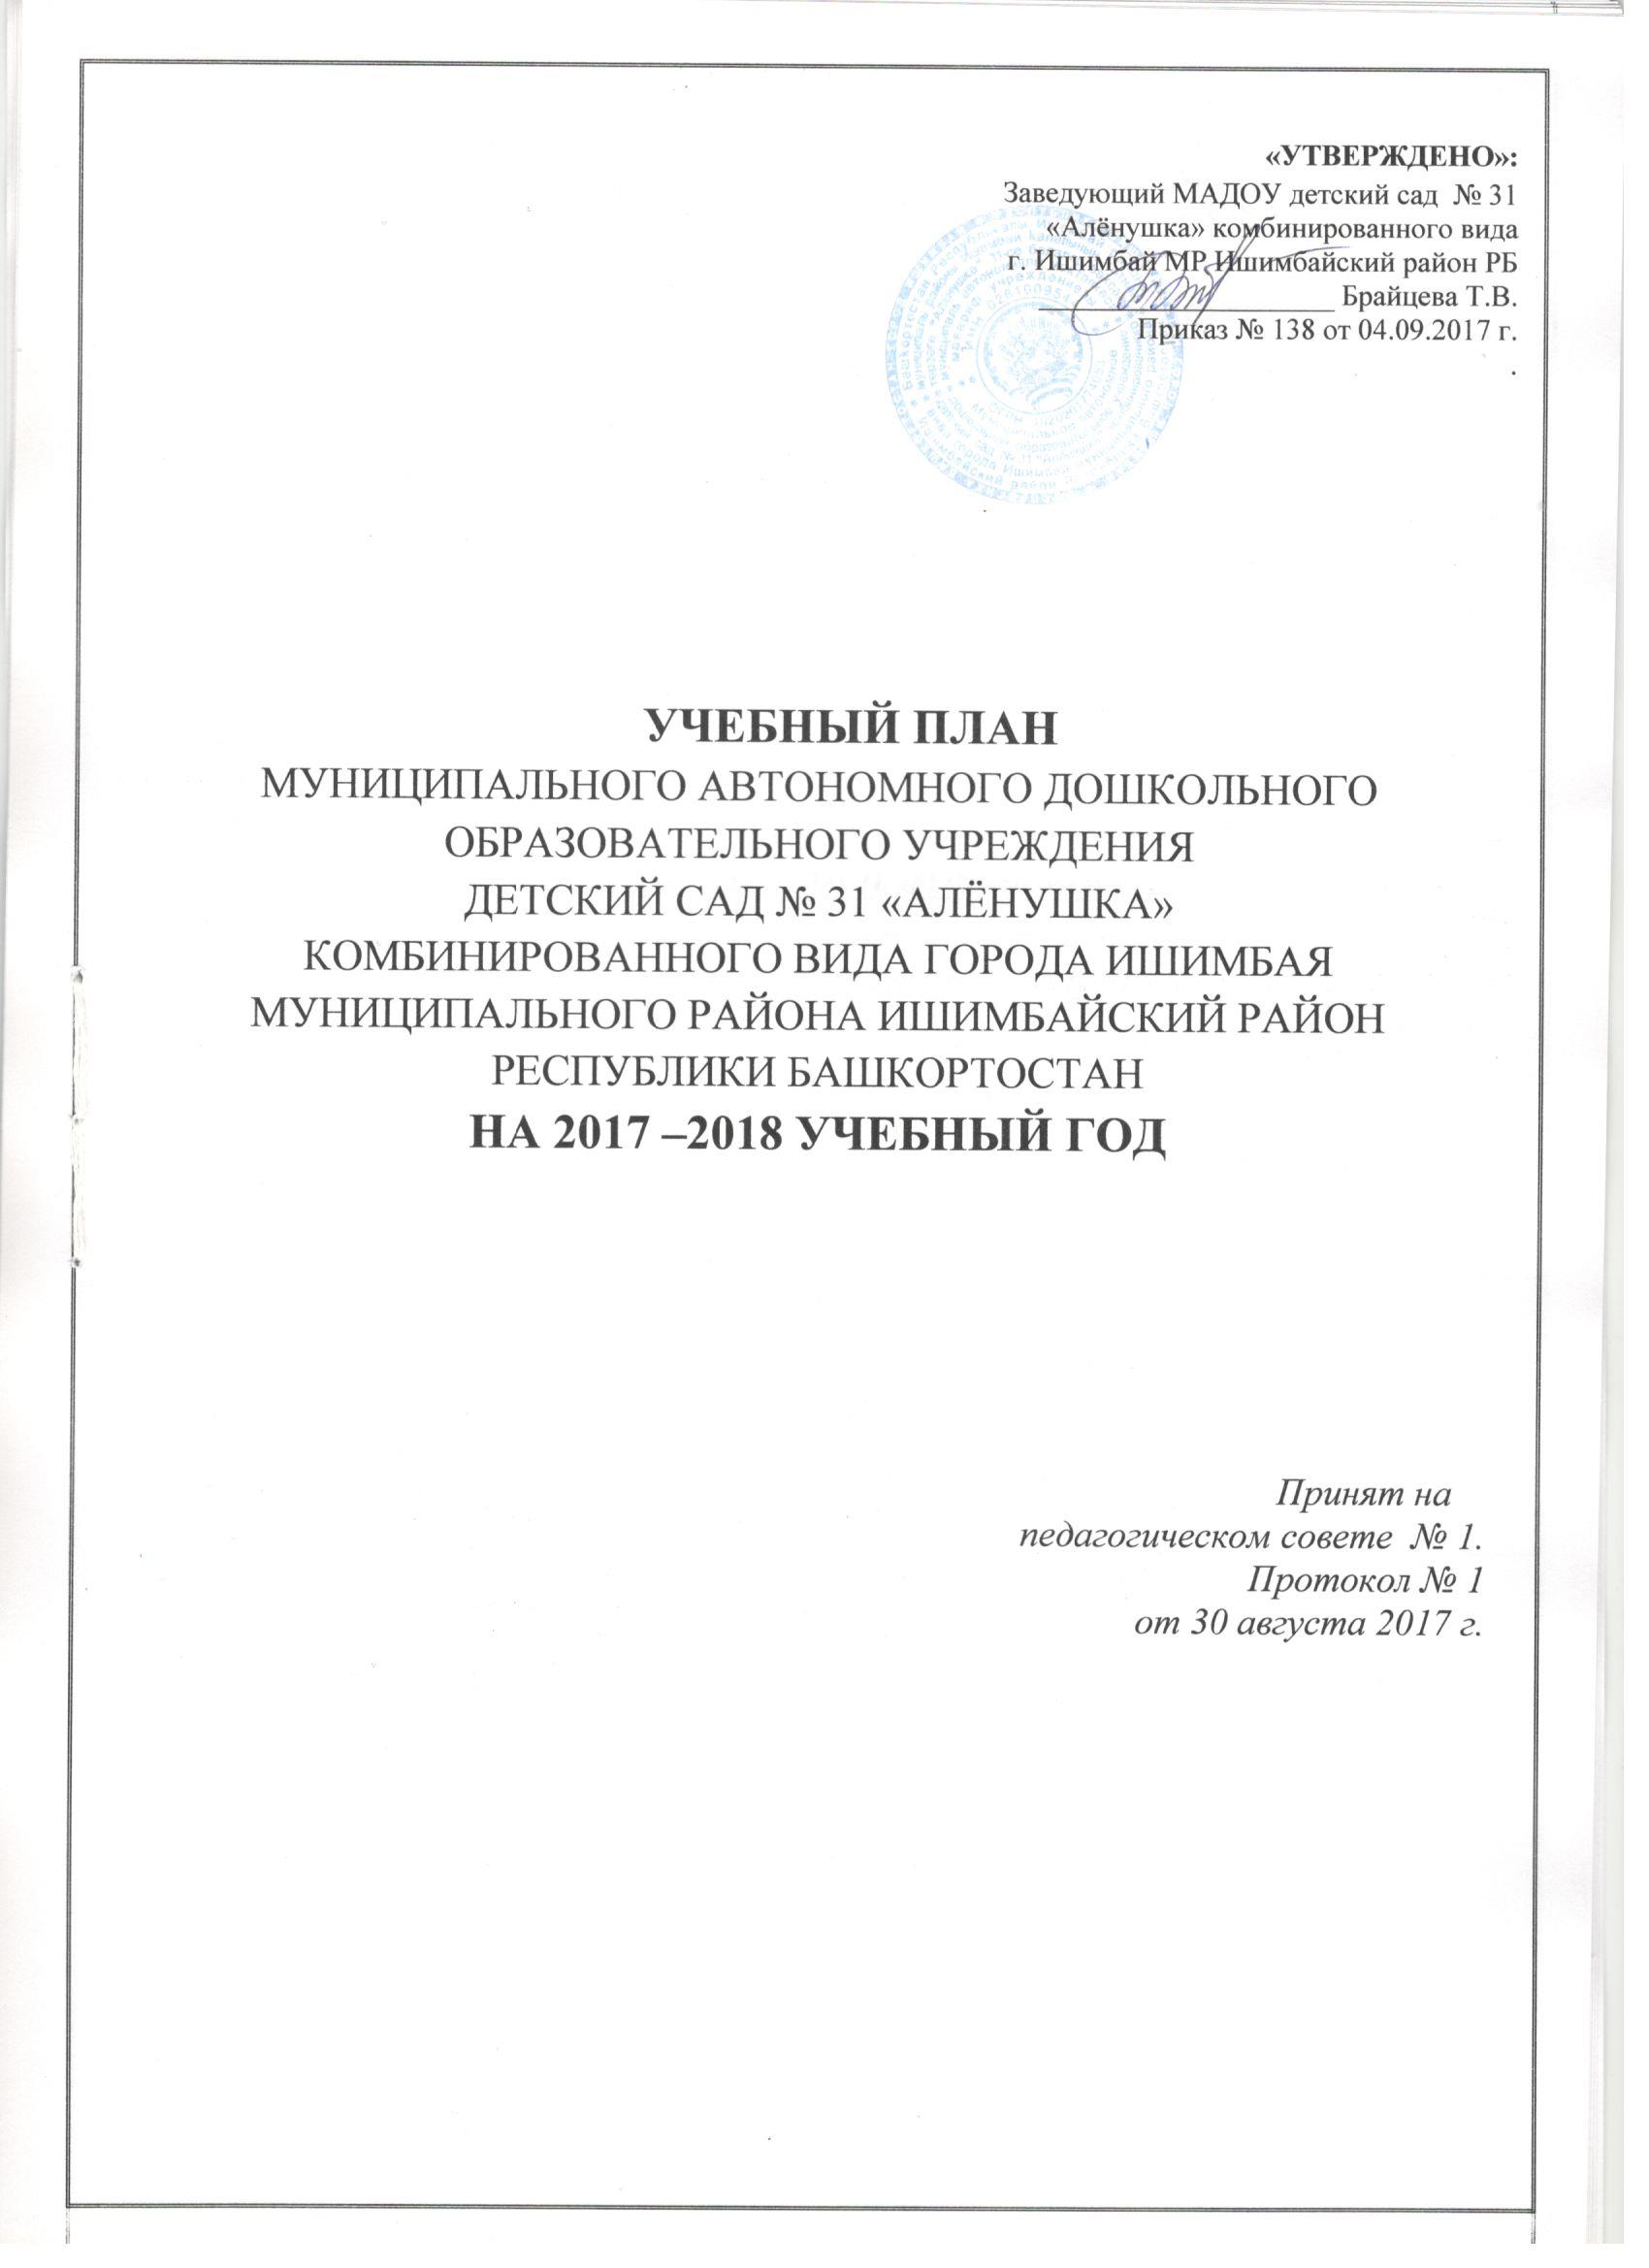 «УТВЕРЖДЕНО»:
Заведующий МАДОУ детский сад № 31
«Алёнушка» комбинированного вида
г. Ишимбай МР Ишимбайский район РБ
____________________ Брайцева Т.В.
Приказ № 138 от 04.09.2017 г.
.
УЧЕБНЫЙ ПЛАН
МУНИЦИПАЛЬНОГО АВТОНОМНОГО ДОШКОЛЬНОГО
ОБРАЗОВАТЕЛЬНОГО УЧРЕЖДЕНИЯ
ДЕТСКИЙ САД № 31 «АЛЁНУШКА»
КОМБИНИРОВАННОГО ВИДА ГОРОДА ИШИМБАЯ
МУНИЦИПАЛЬНОГО РАЙОНА ИШИМБАЙСКИЙ РАЙОН
РЕСПУБЛИКИ БАШКОРТОСТАН
НА 2017 –2018 УЧЕБНЫЙ ГОД
Принят на
педагогическом совете № 1.
Протокол № 1
от 30 августа 2017 г.